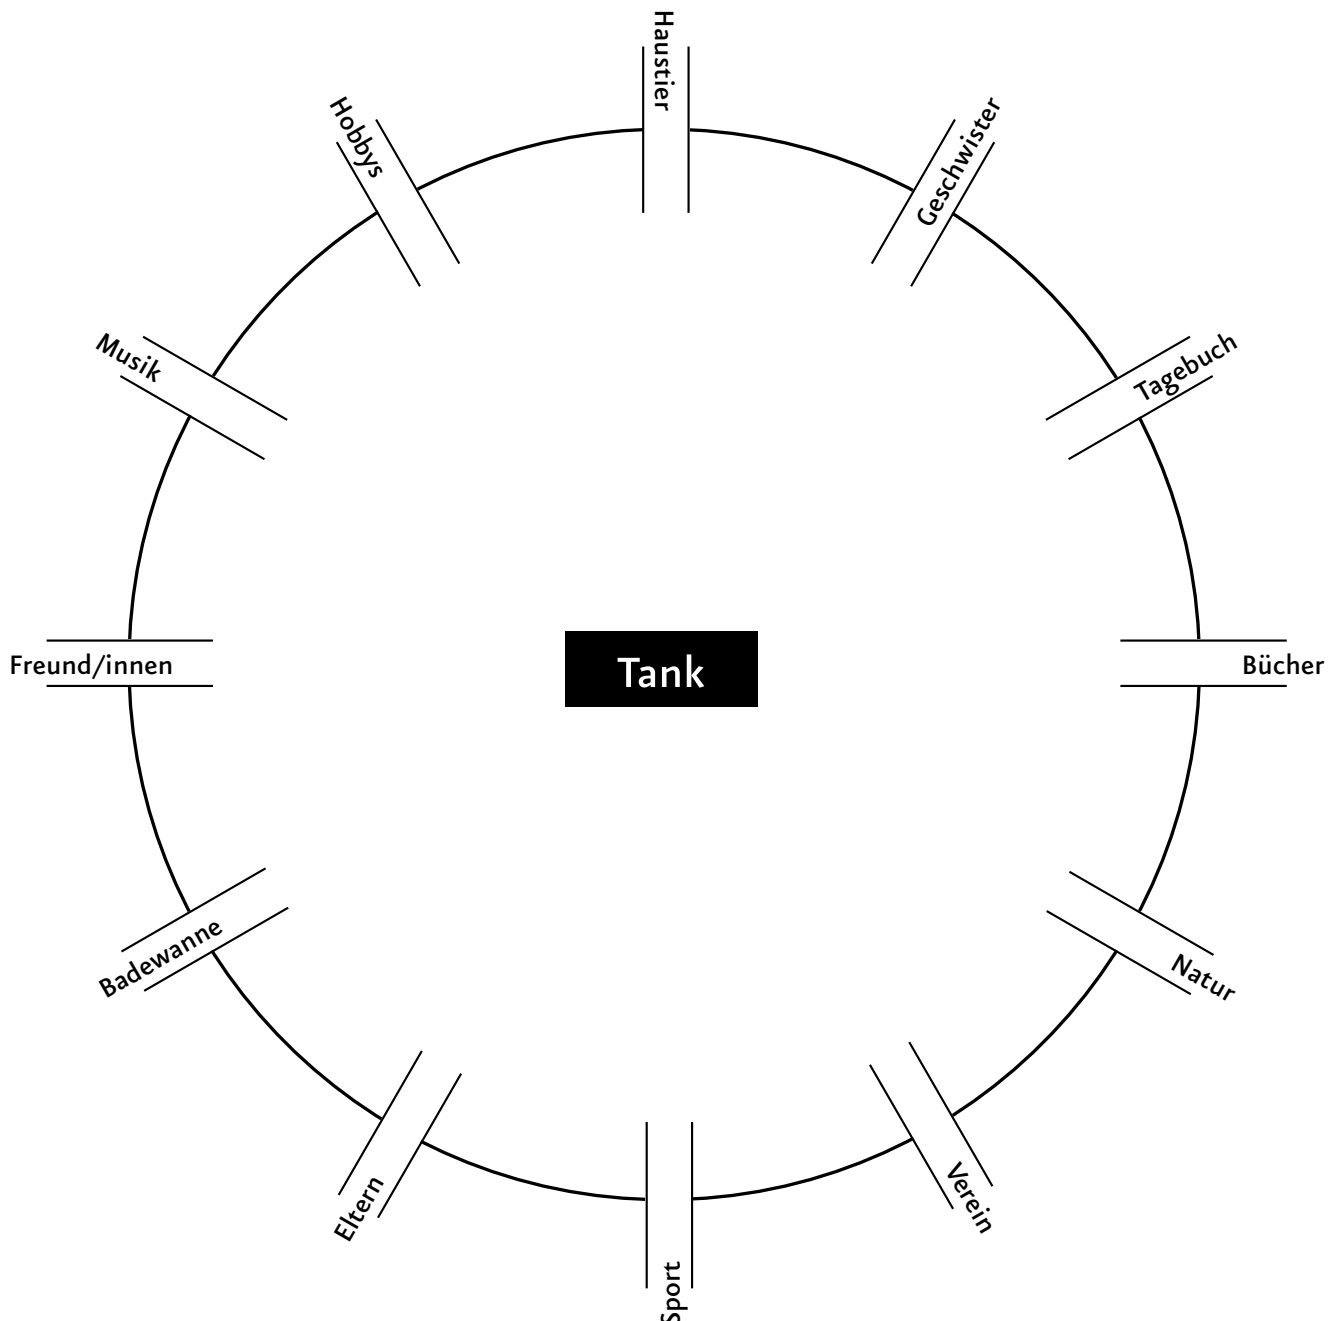 Haustier
Geschwister
Tagebuch
Bücher
Natur
Verein
Sport
Eltern
Badewanne
Freund/innen
Musik
Hobbys
Tank